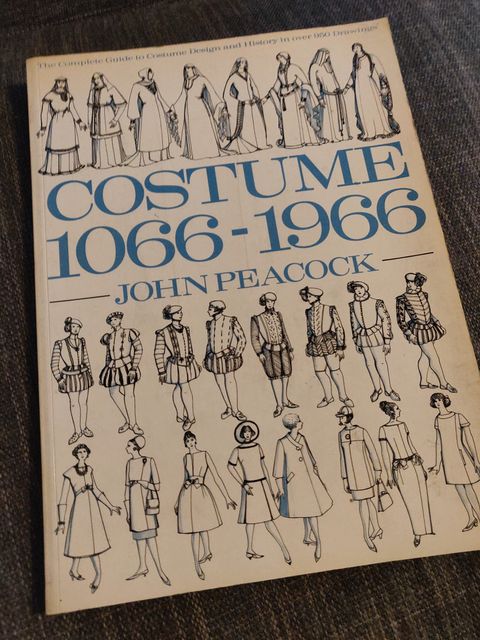 The Complete Guide to Costume Design and History in over 950 Drawings
COSTUME
1066-1966
JOHN PEACOCK